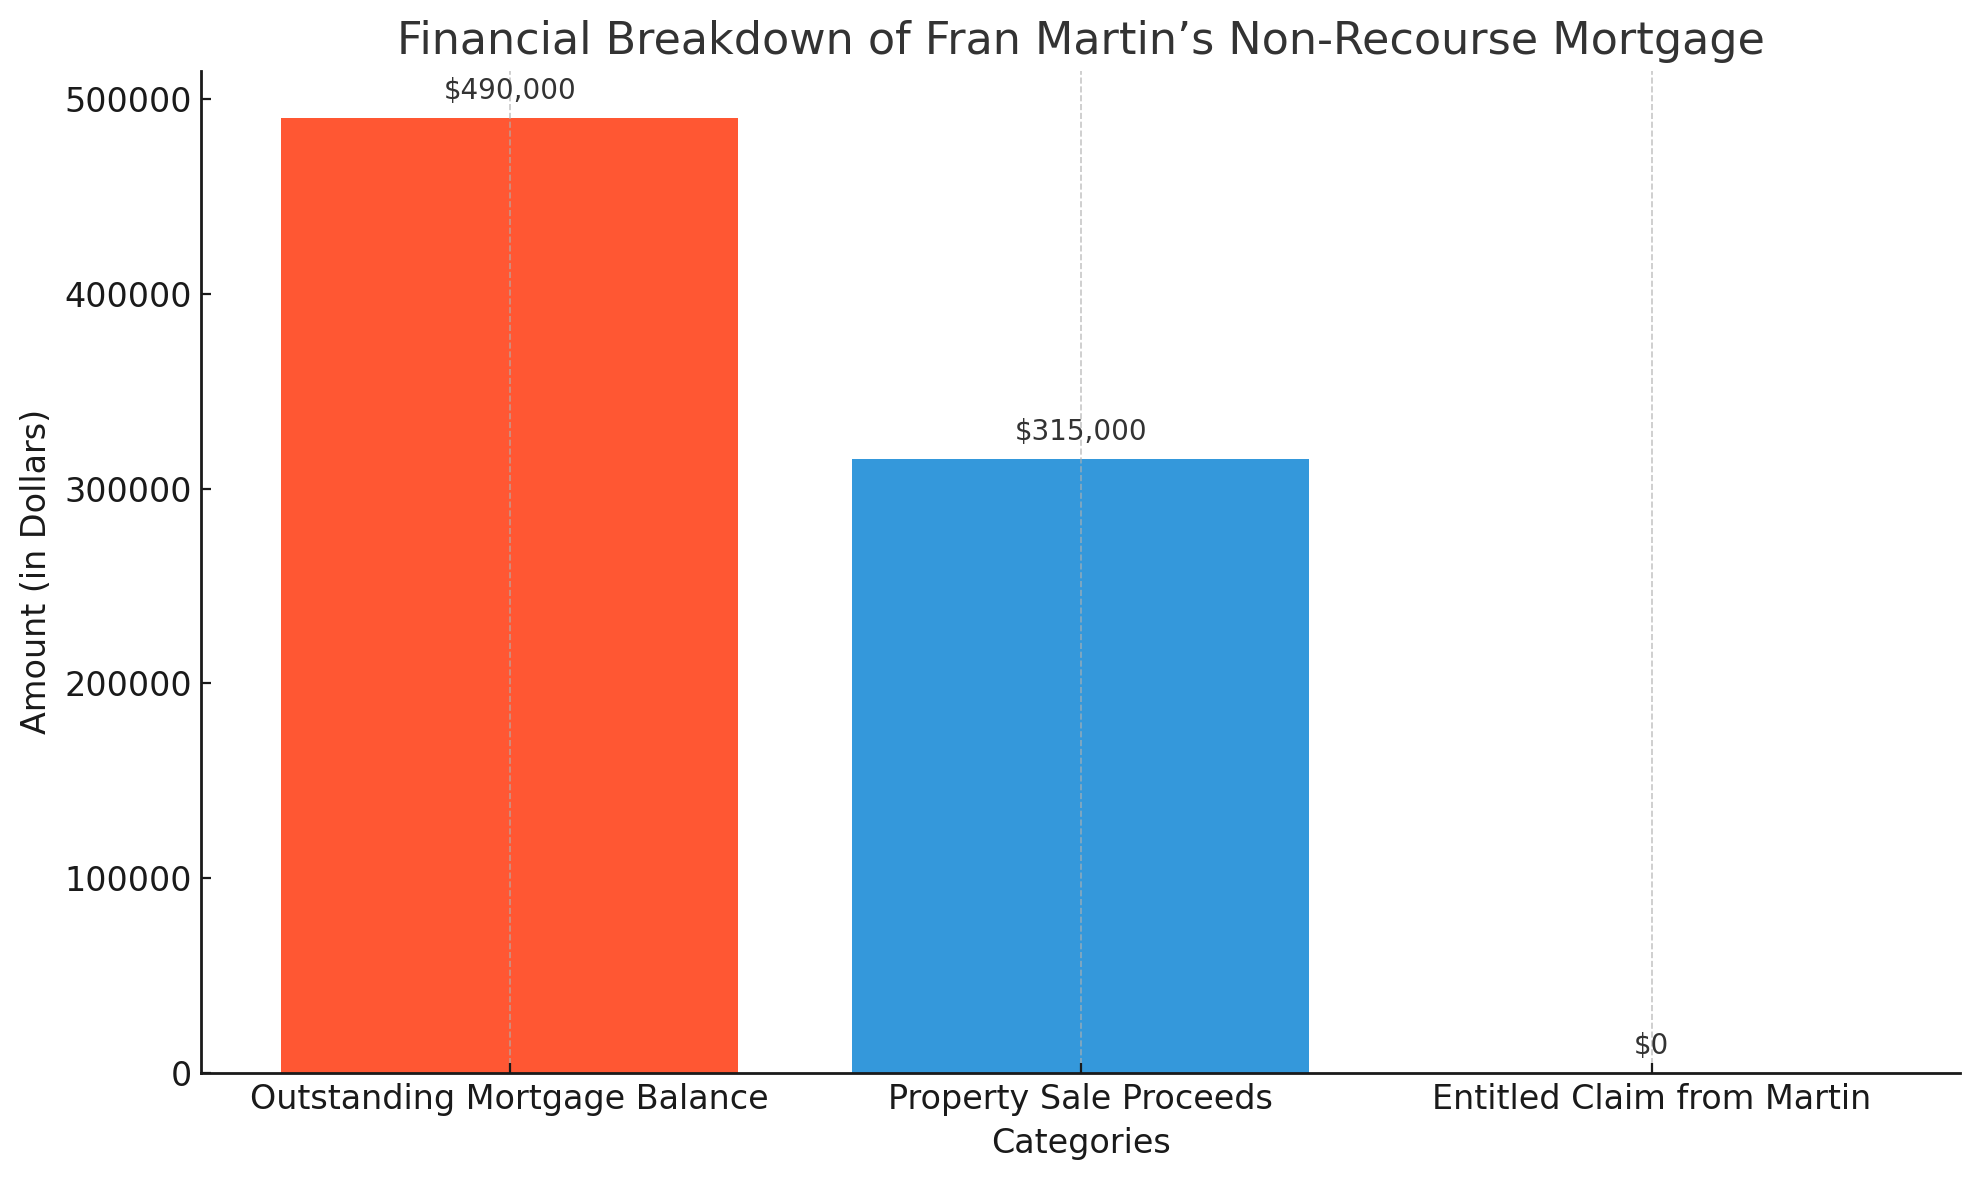 Financial Breakdown of Fran Martin’s Non-Recourse Mortgage
Amount (in Dollars)
500000
400000
300000
200000
100000
0
$490,000
$315,000
$0
Outstanding Mortgage Balance
Property Sale Proceeds
Entitled Claim from Martin
Categories